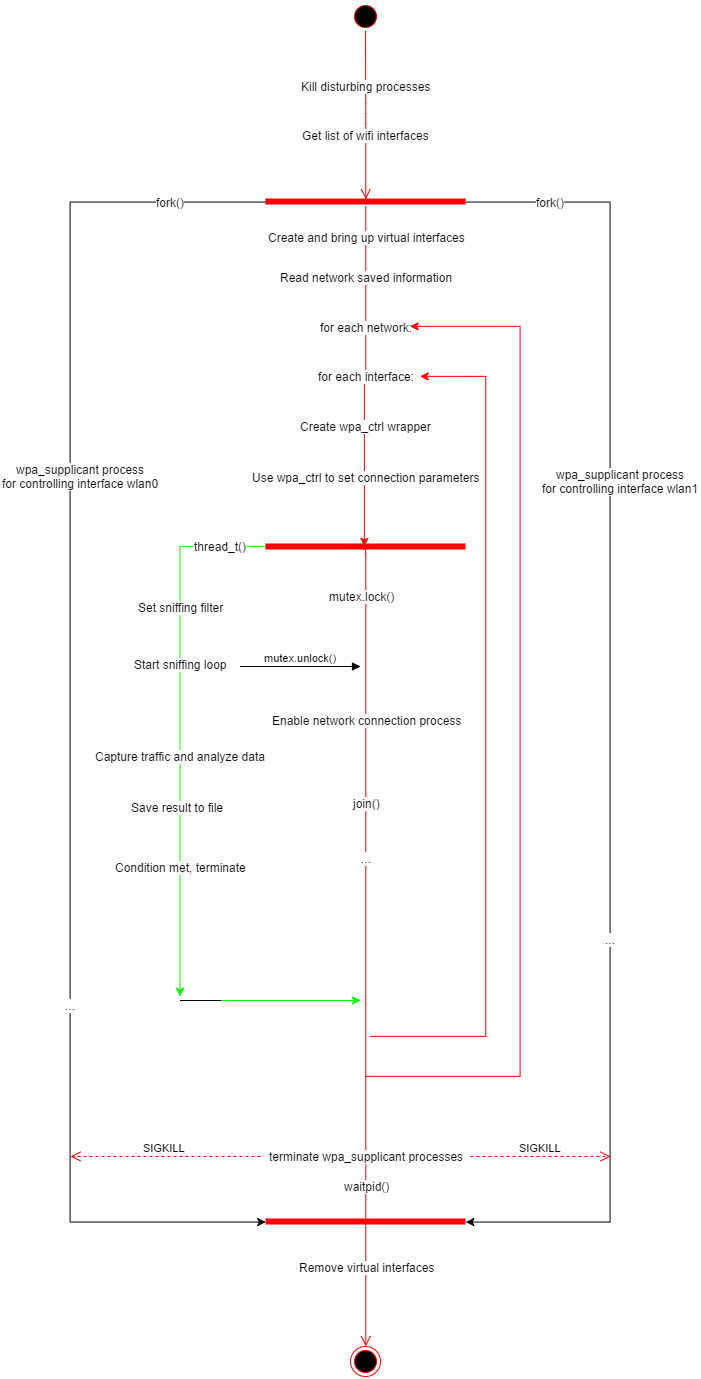 Kill disturbing processes
Get list of wifi interfaces
fork()
fork()
Create and bring up virtual interfaces
Read network saved information
for each network:
for each interface:
Create wpa_ctrl wrapper
wpa_supplicant process
for controlling interface wlan0
Use wpa_ctrl to set connection parameters
wpa_supplicant process
for controlling interface wlan1
thread_t()
mutex.lock()
Set sniffing filter
Start sniffing loop
mutex.unlock()
Enable network connection process
Capture traffic and analyze data
join()
Save result to file
...
Condition met, terminate
...
...
SIGKILL
terminate wpa_supplicant processes
SIGKILL
waitpid()
Remove virtual interfaces